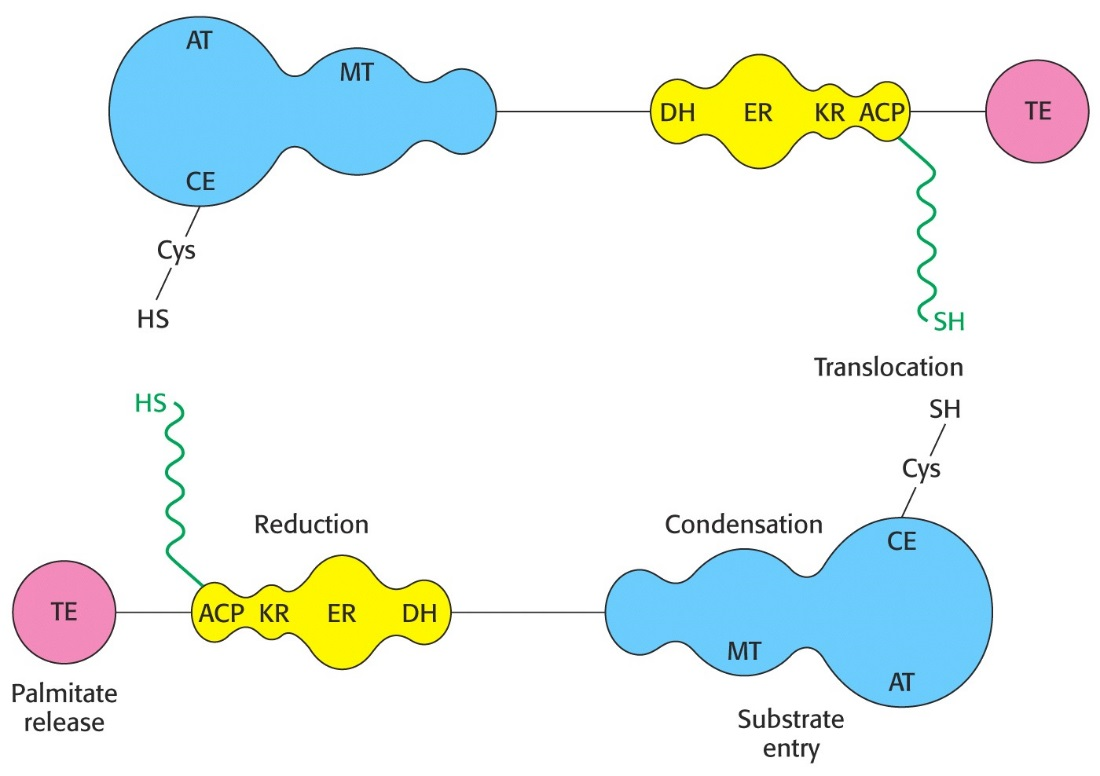 AT
MT
DH
ER
KR
ACP
TE
CE
Cys
HS
SH
Translocation
HS
SH
Cys
Reduction
Condensation
CE
TE
ACP
KR
ER
DH
MT
AT
Palmitate
release
Substrate
entry